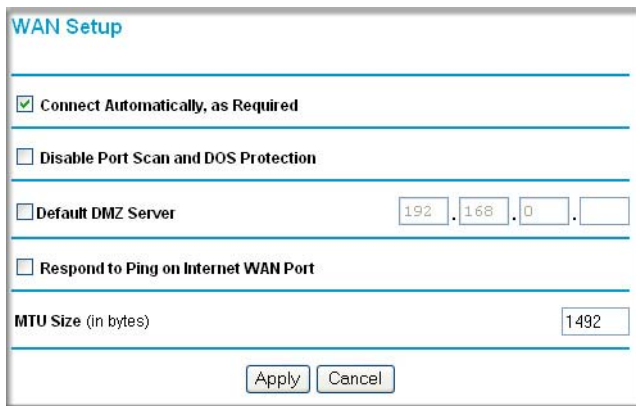 WAN Setup
Connect Automatically, as Required
Disable Port Scan and DOS Protection
Default DMZ Server 192 . 168 . 0 .
Respond to Ping on Internet WAN Port
MTU Size (in bytes) 1492
Apply Cancel